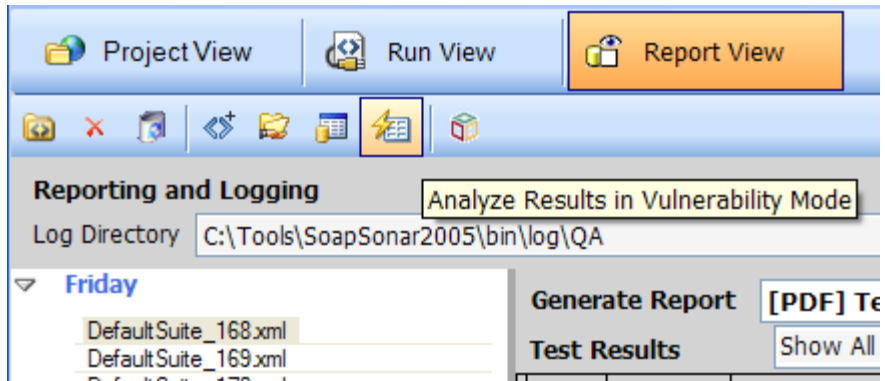 Project View Run View Report View
Reporting and Logging
Analyze Results in Vulnerability Mode
Log Directory C:\Tools\SoapSonar2005\bin\log\QA
Friday
Generate Report [PDF] Te
DefaultSuite_168.xml
Test Results Show All
DefaultSuite_169.xml